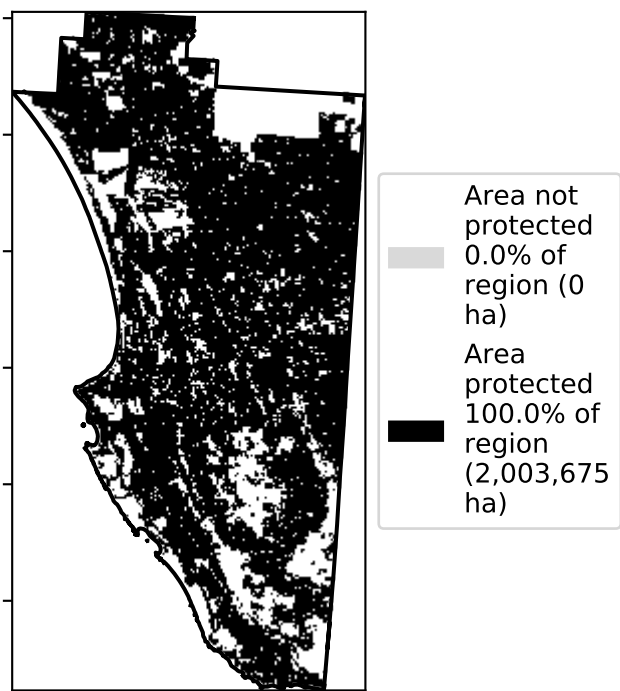 Area not
protected
0.0% of
region (0
ha)
Area
protected
100.0% of
region
(2,003,675
ha)